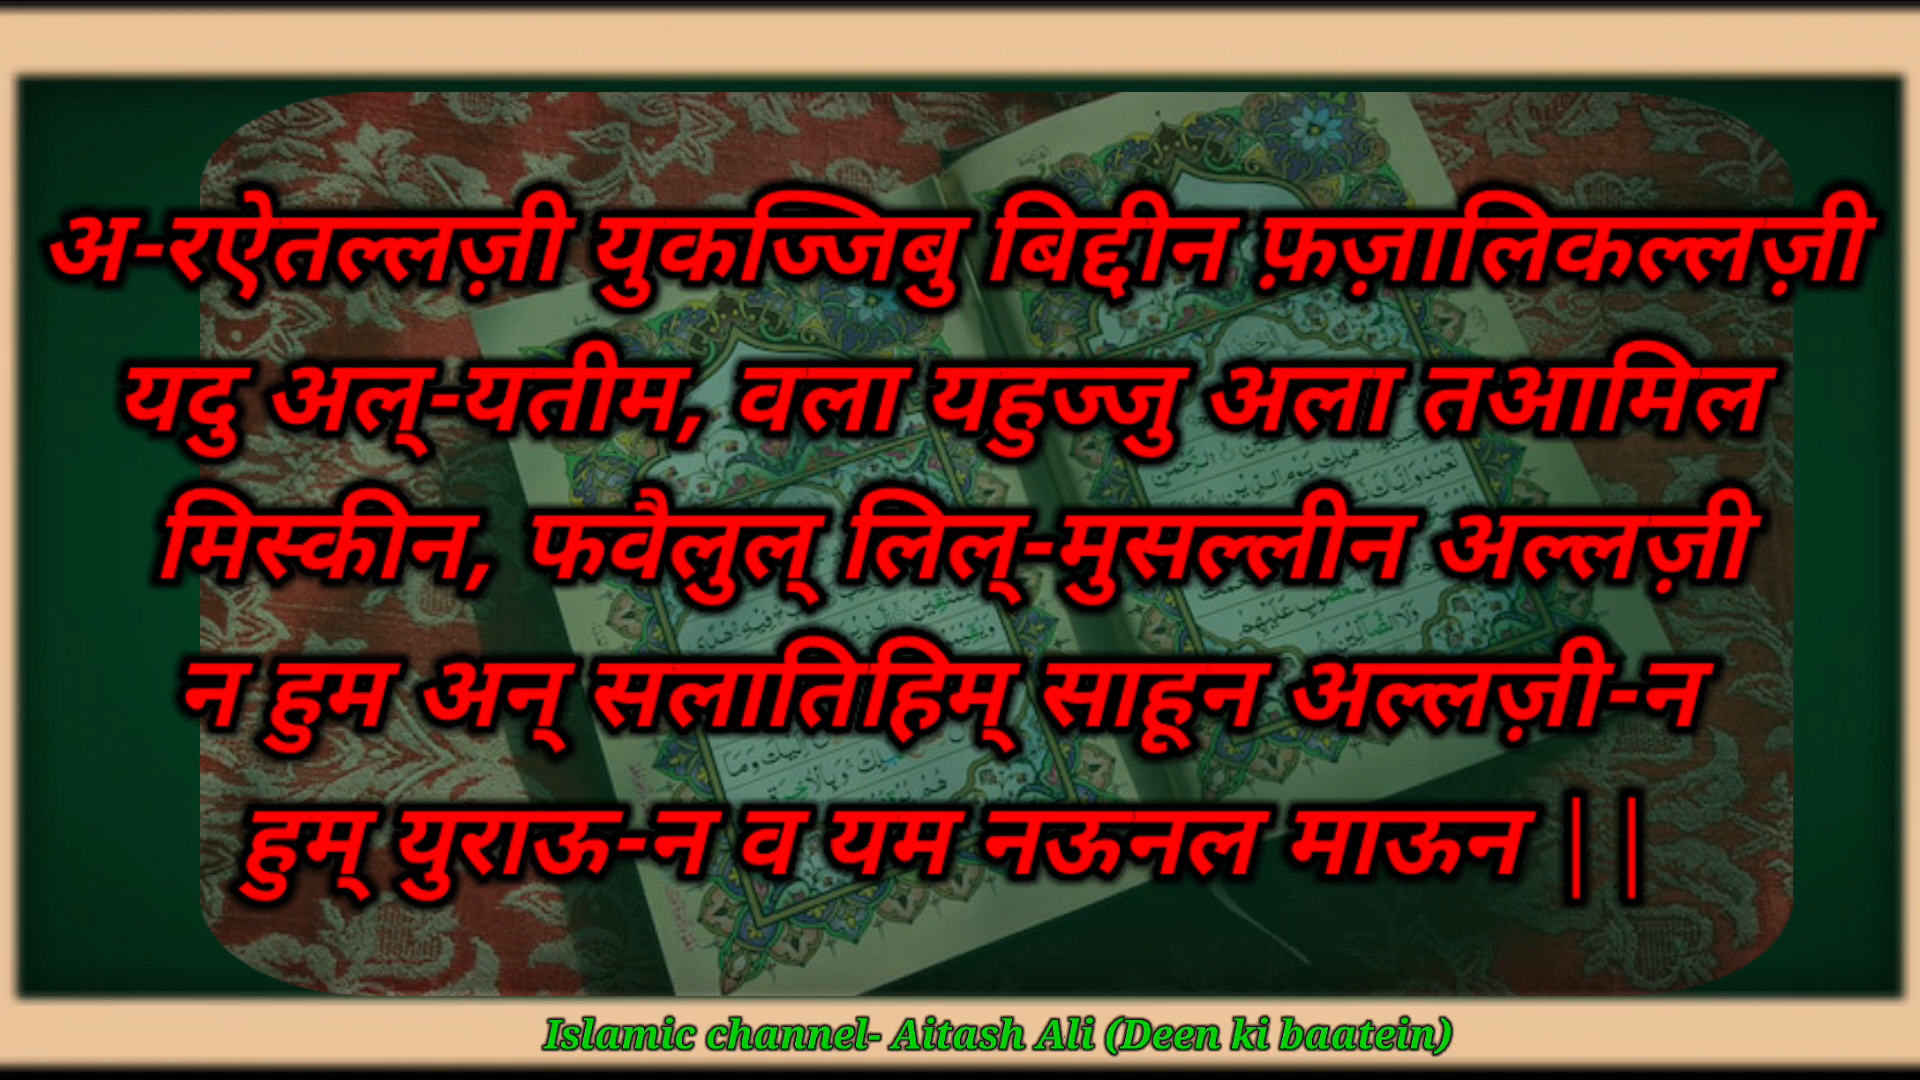 अ-रऐतल्लज़ी युकज्जिबु बिद्दीन फ़ज़ालिकल्लज़ी
यदु अल्-यतीम, वला यहुज्जु अला तआमिल
मिस्कीन, फवैलुल् लिल्-मुसल्लीन अल्लज़ी
न हुम अन् सलातिहिम् साहून अल्लज़ी-न
हुम् युराऊ-न व यम नऊनल माऊन ||
Islamic channel- Aitash Ali (Deen ki baatein)